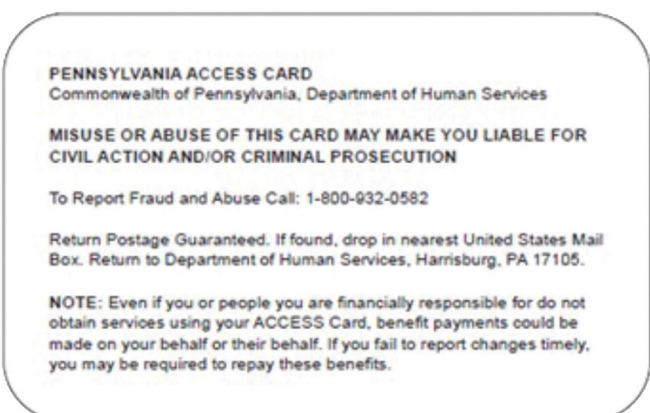 PENNSYLVANIA ACCESS CARD
Commonwealth of Pennsylvania, Department of Human Services
MISUSE OR ABUSE OF THIS CARD MAY MAKE YOU LIABLE FOR
CIVIL ACTION AND/OR CRIMINAL PROSECUTION
To Report Fraud and Abuse Call: 1-800-932-0582
Return Postage Guaranteed. If found, drop in nearest United States Mail
Box. Return to Department of Human Services, Harrisburg, PA 17105.
NOTE: Even if you or people you are financially responsible for do not
obtain services using your ACCESS Card, benefit payments could be
made on your behalf or their behalf. If you fail to report changes timely,
you may be required to repay these benefits.